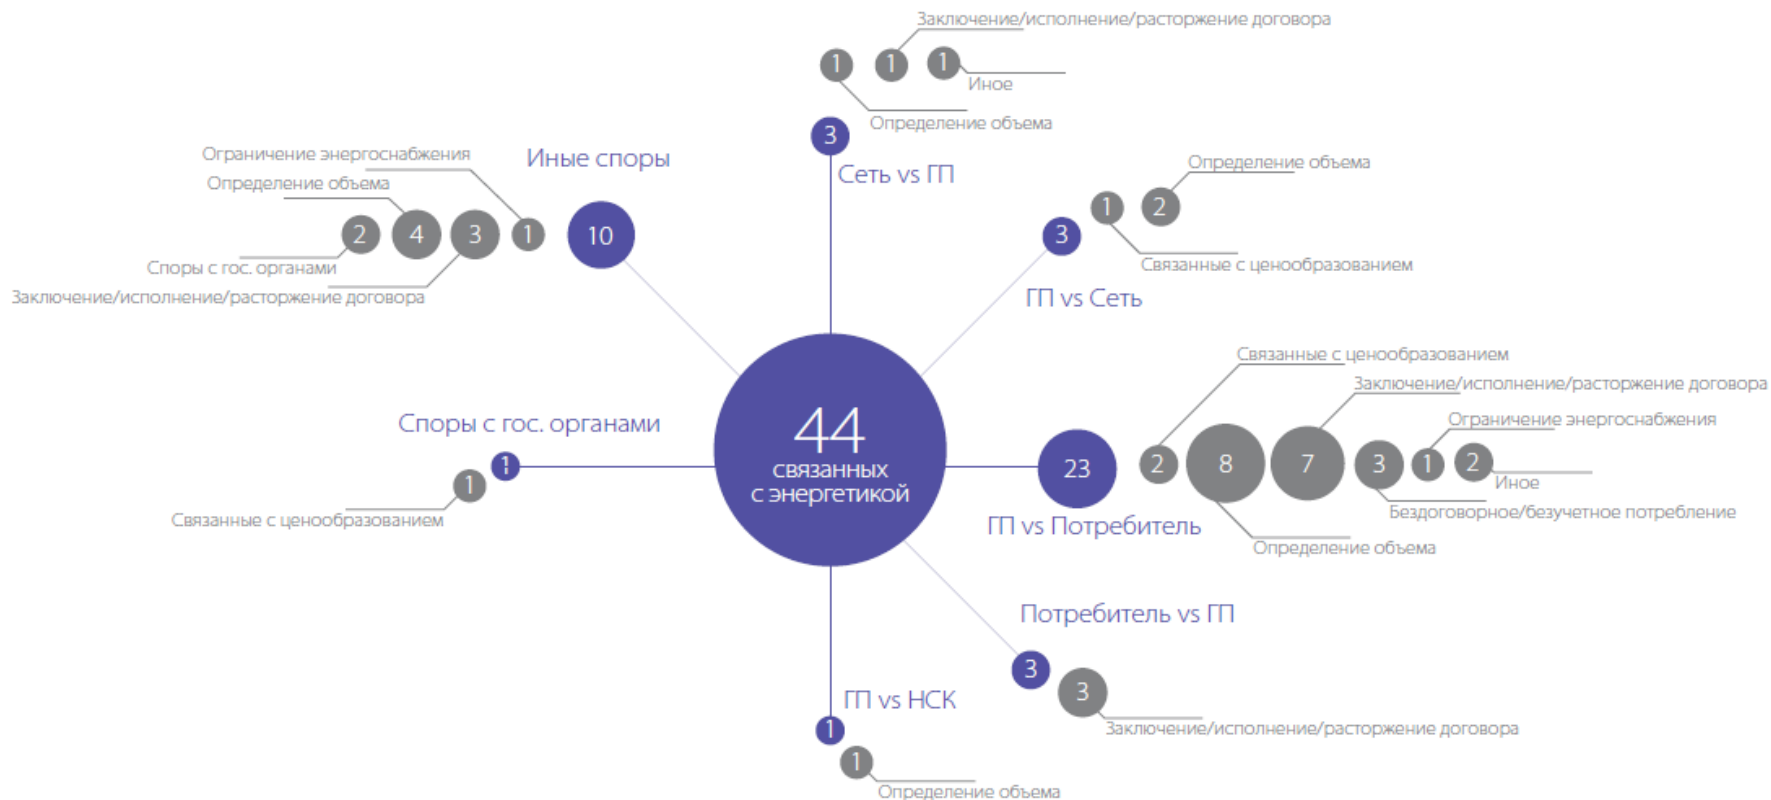 Заключение/исполнение/расторжение договора
1 1 1
Иное
Определение объема
3
Сеть vs ГП
Ограничение энергоснабжения
Иные споры
Определение объема
2 4 3 1 10
Споры с гос. органами
Заключение/исполнение/расторжение договора
Определение объема
1 2
3
Связанные с ценообразованием
ГП vs Сеть
Связанные с ценообразованием
Заключение/исполнение/расторжение договора
Ограничение энергоснабжения
23 2 8 7 3 1 2
Иное
Бездоговорное/безучетное потребление
ГП vs Потребитель
Определение объема
44
связанных
с энергетикой
Споры с гос. органами
1
1
Связанные с ценообразованием
Потребитель vs ГП
3
3
Заключение/исполнение/расторжение договора
ГП vs НСК
1
1
Определение объема